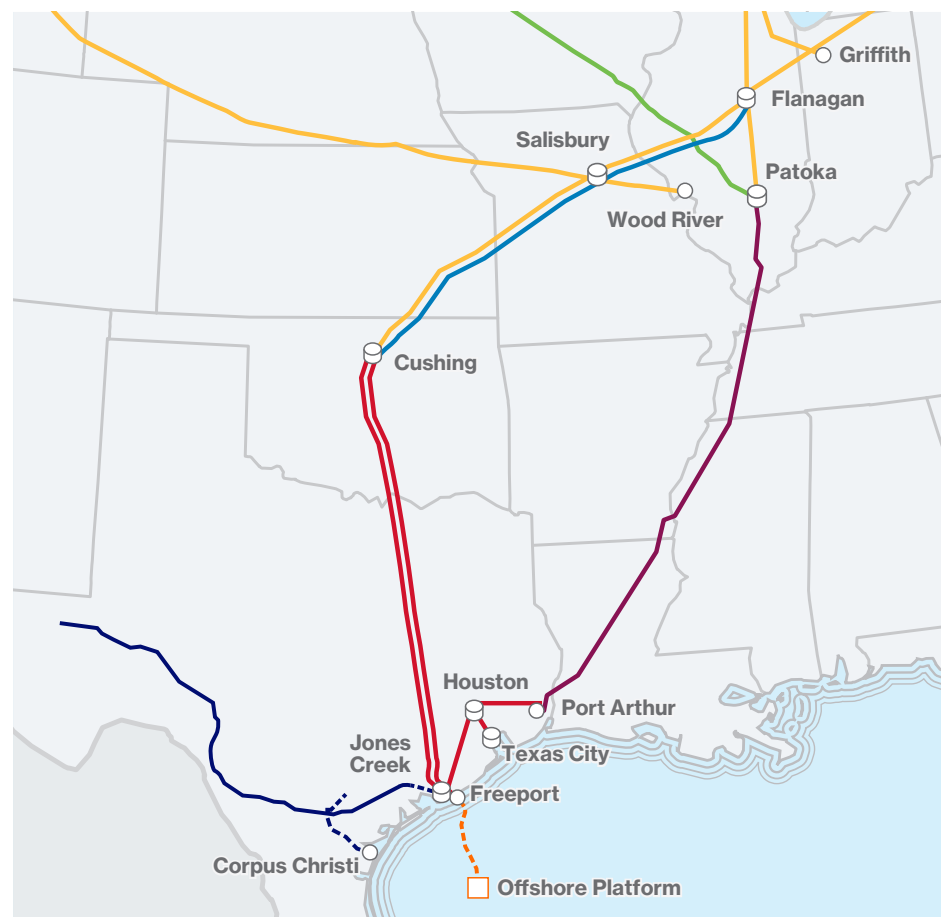 Griffith
Flanagan
Salisbury
Patoka
Wood River
Cushing
Houston
Port Arthur
Jones
Creek
Texas City
Freeport
Corpus Christi
Offshore Platform